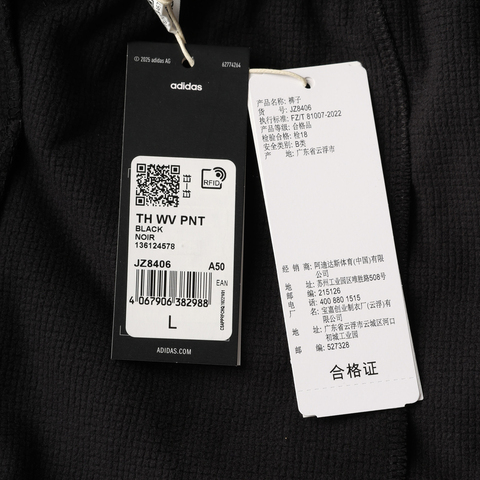 © 2025 adidas AG
62774264
adidas
RFID
TH WV PNT
BLACK
NOIR
136124578
JZ8406 A50
EAN
4 067906 382988
L
ADIDAS.COM
产品名称: 裤子
货 号: JZ8406
执行标准: FZ/T 81007-2022
产品等级: 合格品
检验合格: 检18
安全类别: B类
产 地: 广东省云浮市
经 销 商: 阿迪达斯体育(中国)有限
公司
地 址: 苏州工业园区唯胜路508号
邮 编: 215126
电 话: 400 880 1515
厂 名: 宝嘉创业制衣厂(云浮)有
限公司
地 址: 广东省云浮市云城区河口
初城工业园
邮 编: 527328
合格证